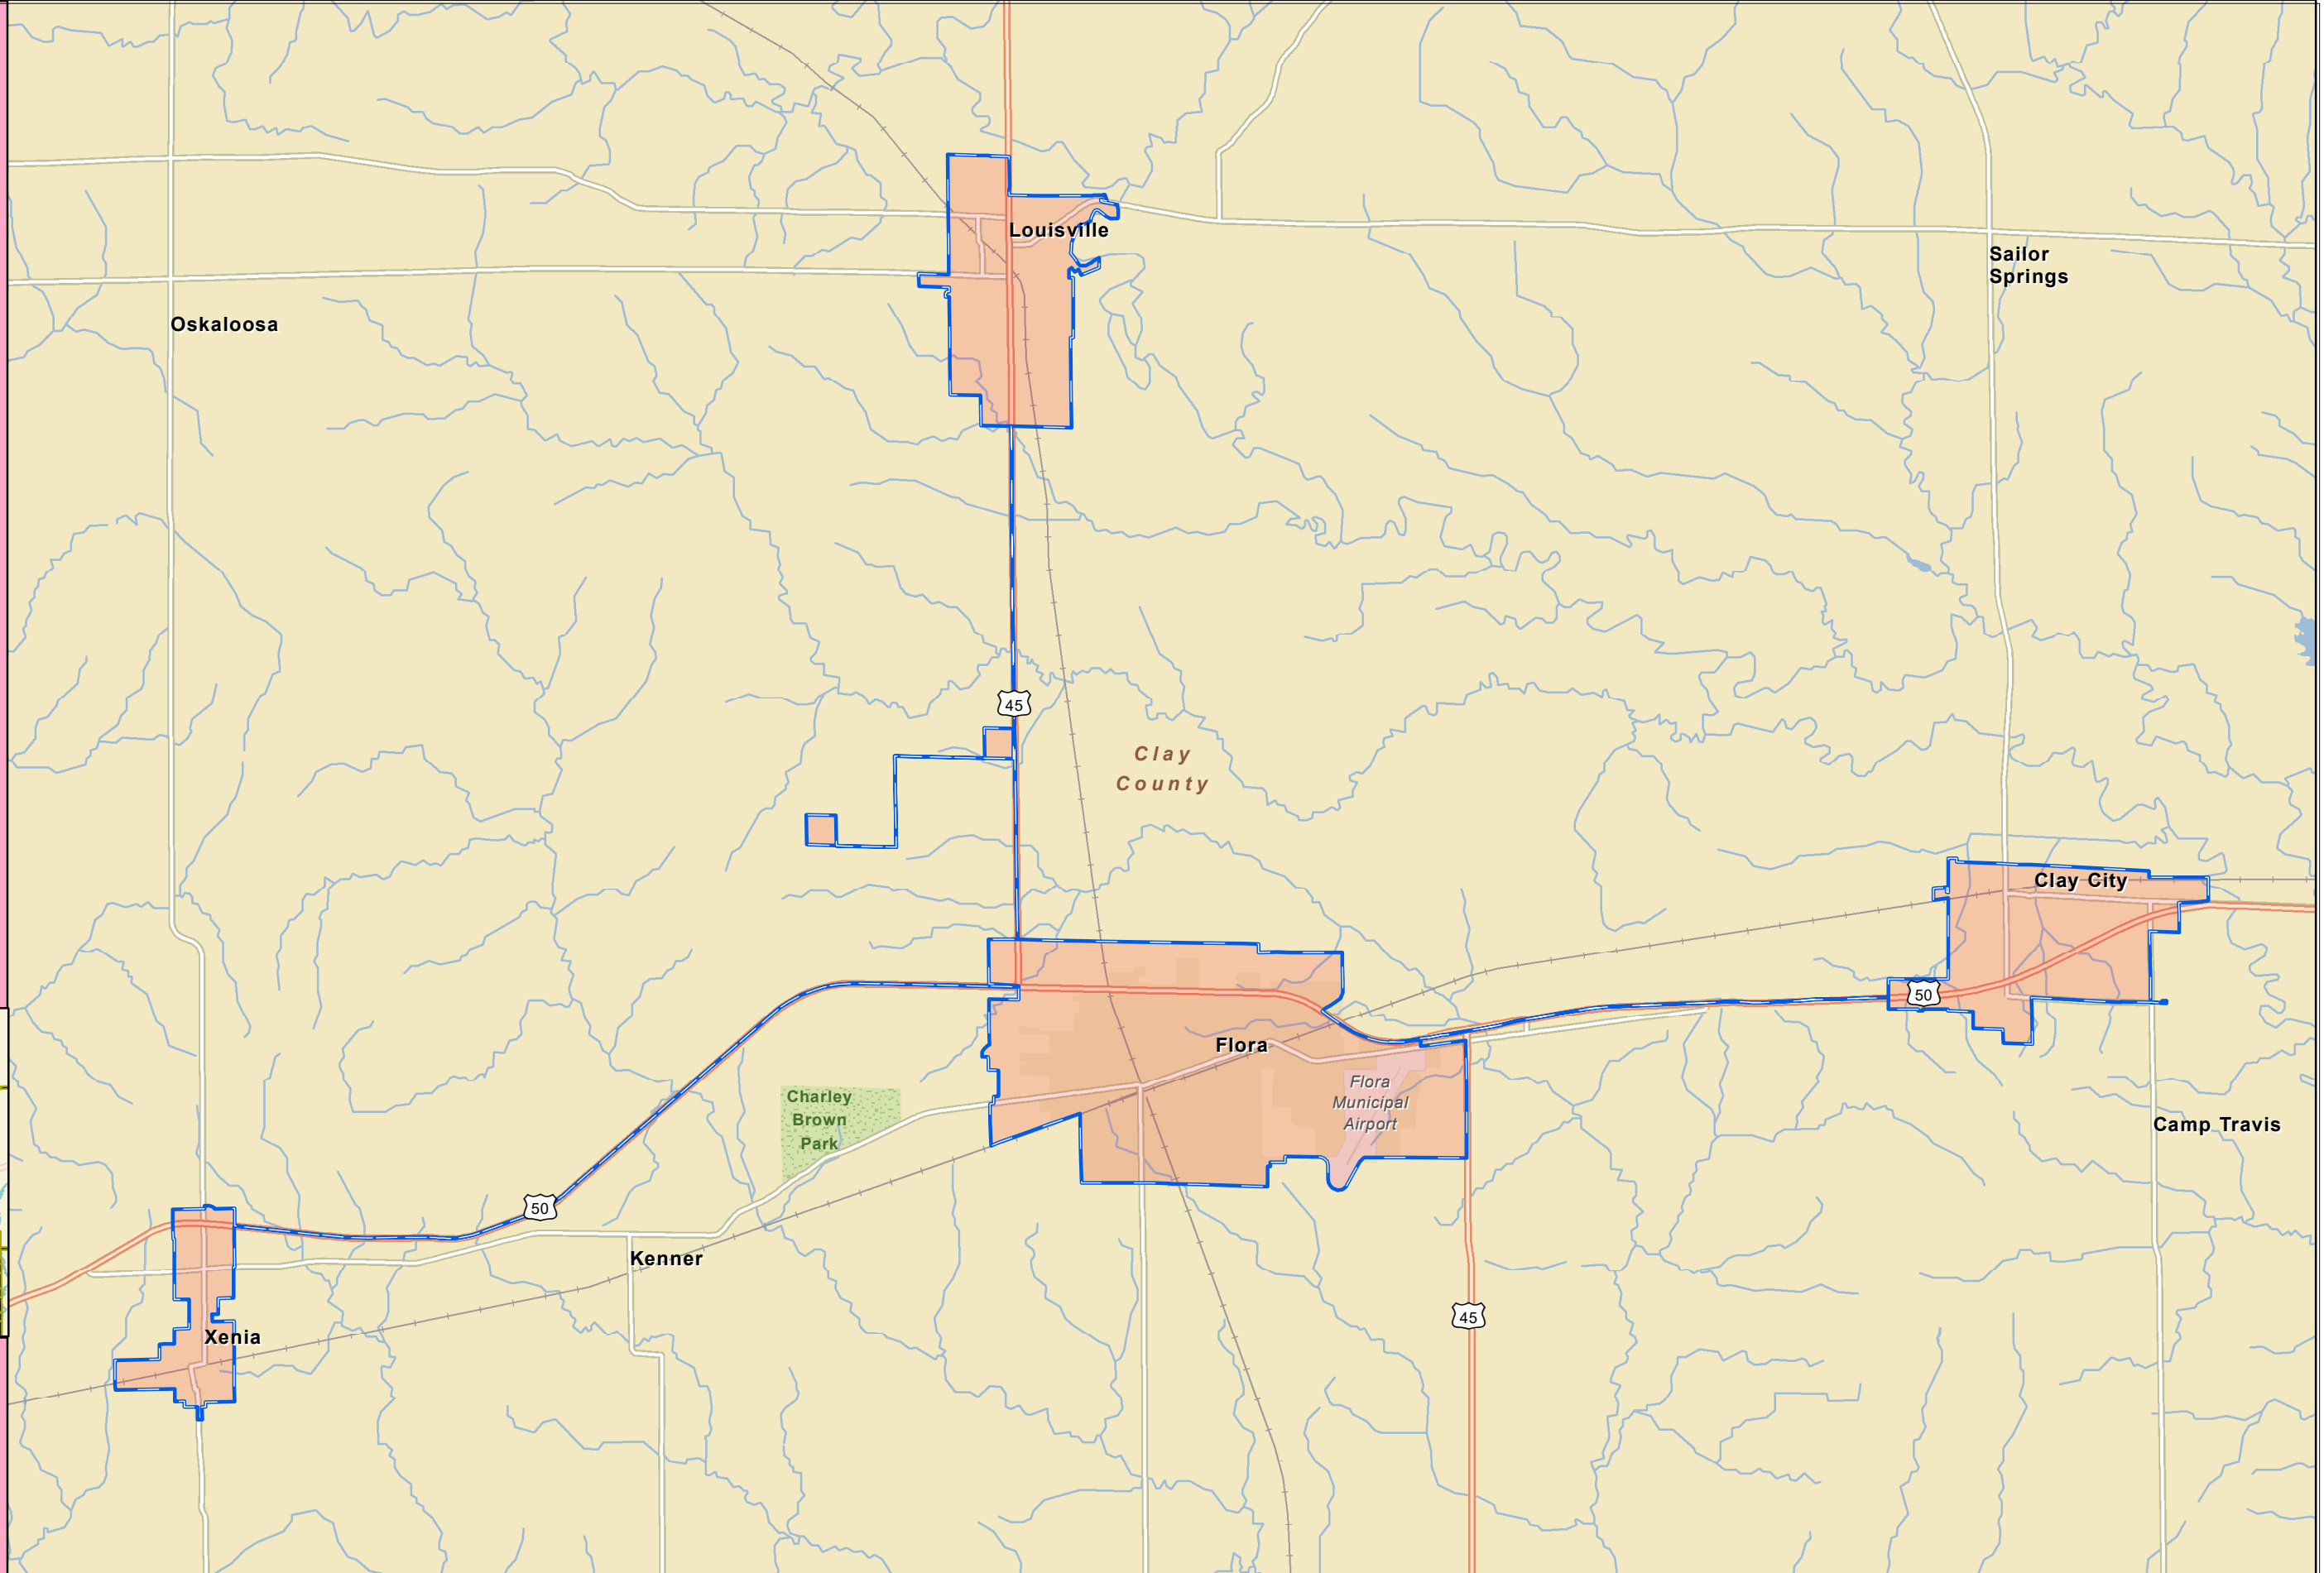 Louisville
Sailor
Springs
Oskaloosa
45
Clay
County
Clay City
50
Flora
Flora
Municipal
Airport
Charley
Brown
Park
Camp Travis
50
Kenner
45
Xenia